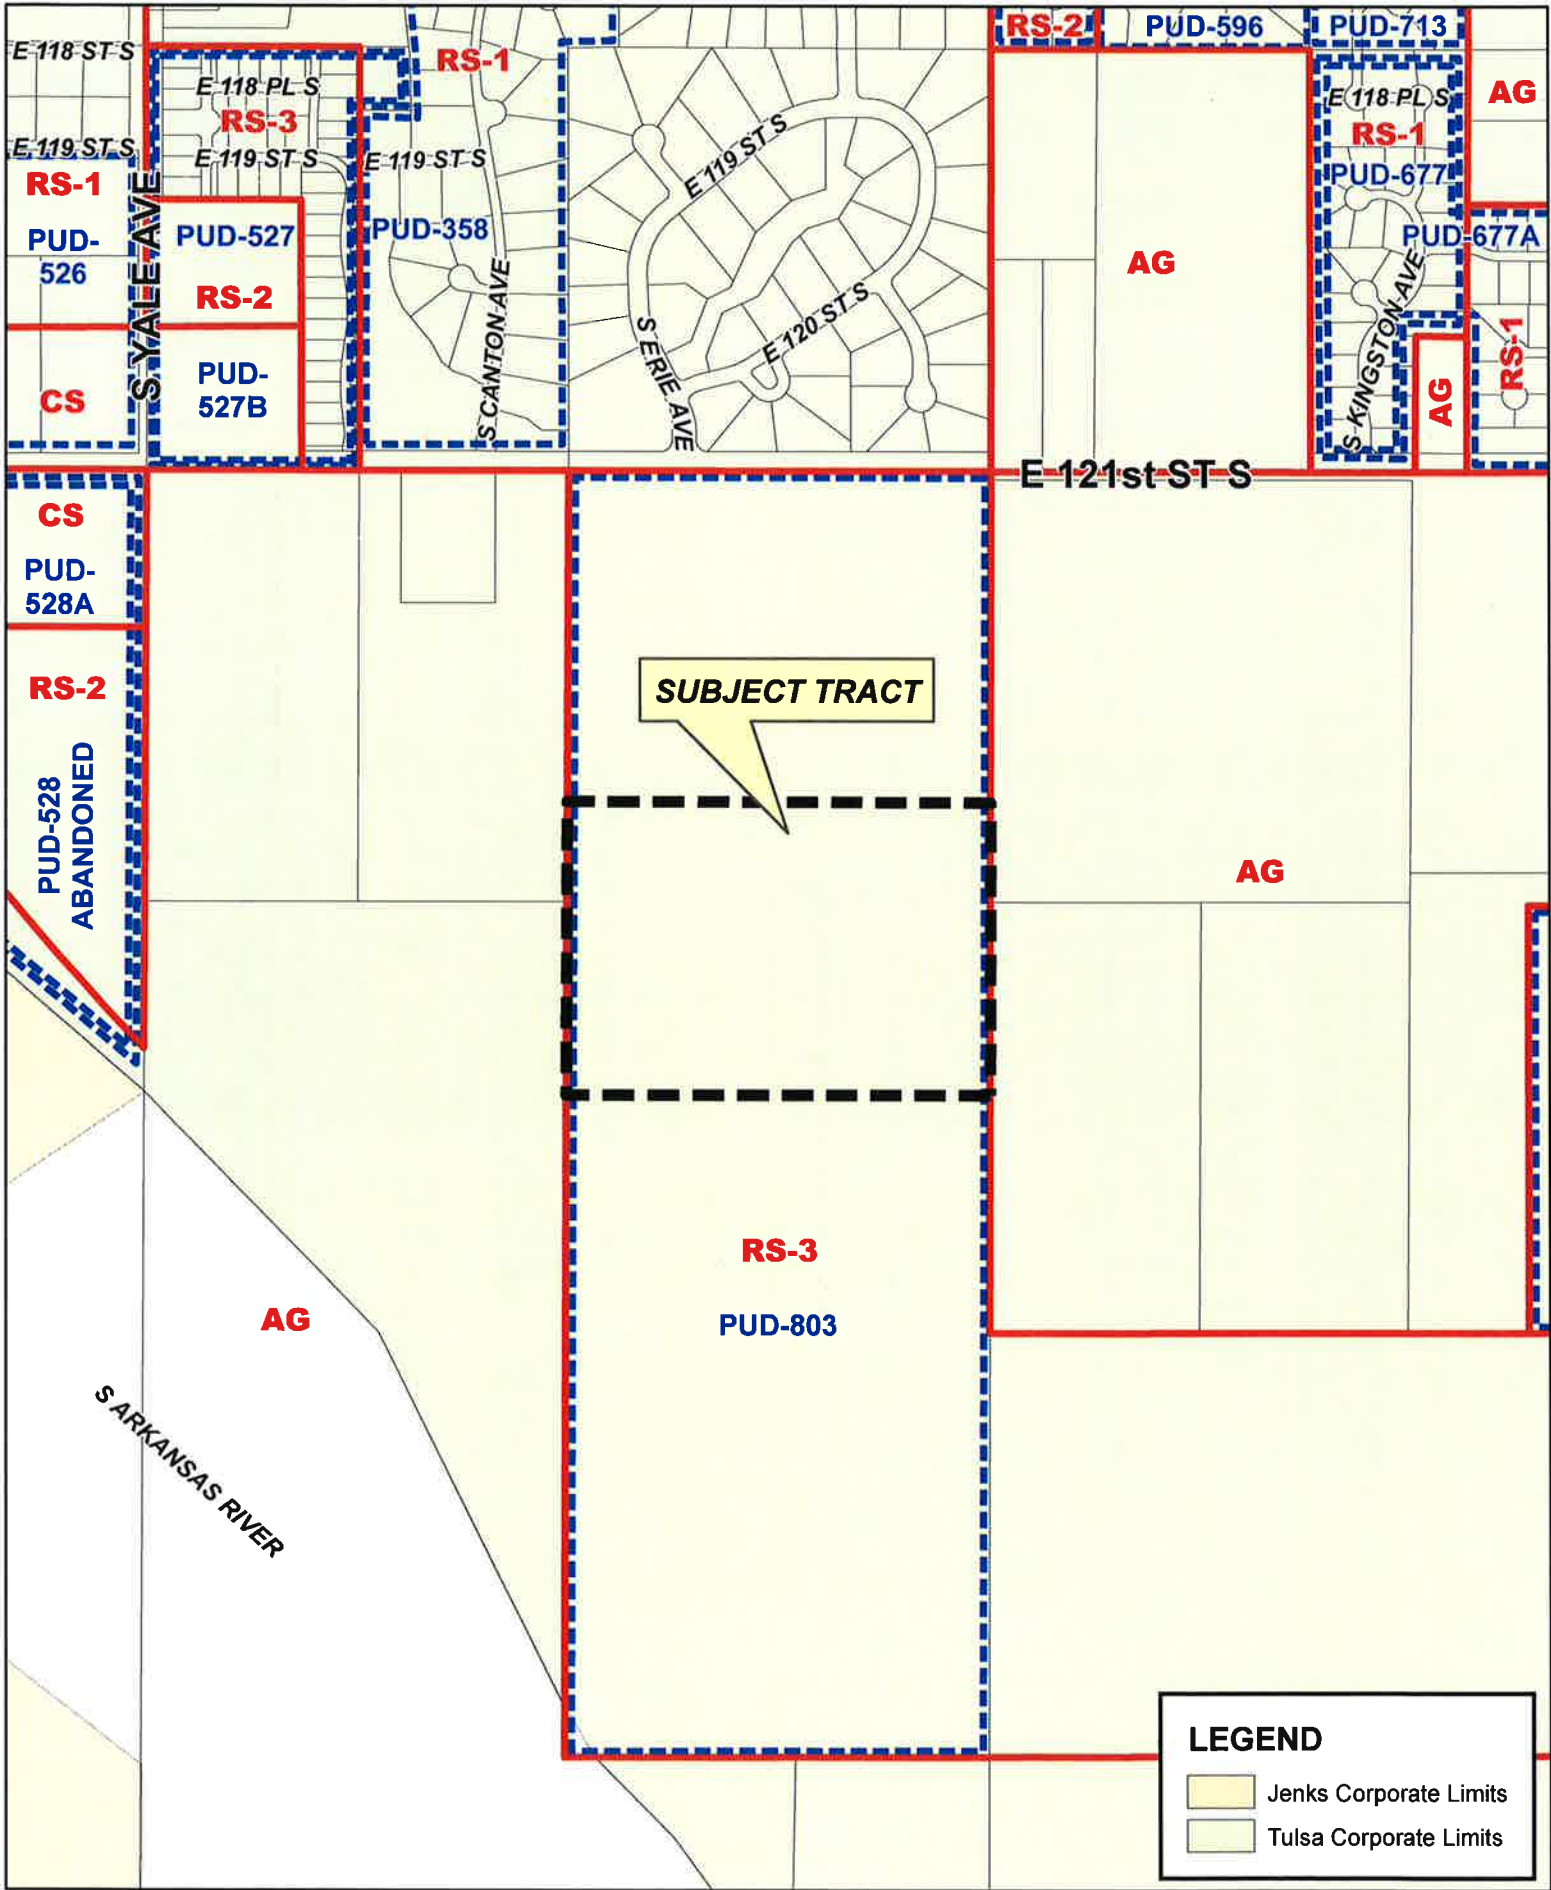 RS-2
PUD-596
PUD-713
E 118 ST S
RS-1
E 118 PL S
RS-3
E 118 PL S
AG
E 119 ST S
E 119 ST S
E 119 ST S
E 119 ST S
RS-1
PUD-677
RS-1
PUD-
526
S YALE AVE
PUD-527
PUD-358
PUD-677A
AG
RS-2
S CANTON AVE
E 120 ST S
S ERIE AVE
S KINGSTON AVE
RS-1
CS
PUD-
527B
AG
E 121st ST S
CS
PUD-
528A
RS-2
SUBJECT TRACT
PUD-528
ABANDONED
AG
RS-3
PUD-803
AG
S ARKANSAS RIVER
LEGEND
Jenks Corporate Limits
Tulsa Corporate Limits